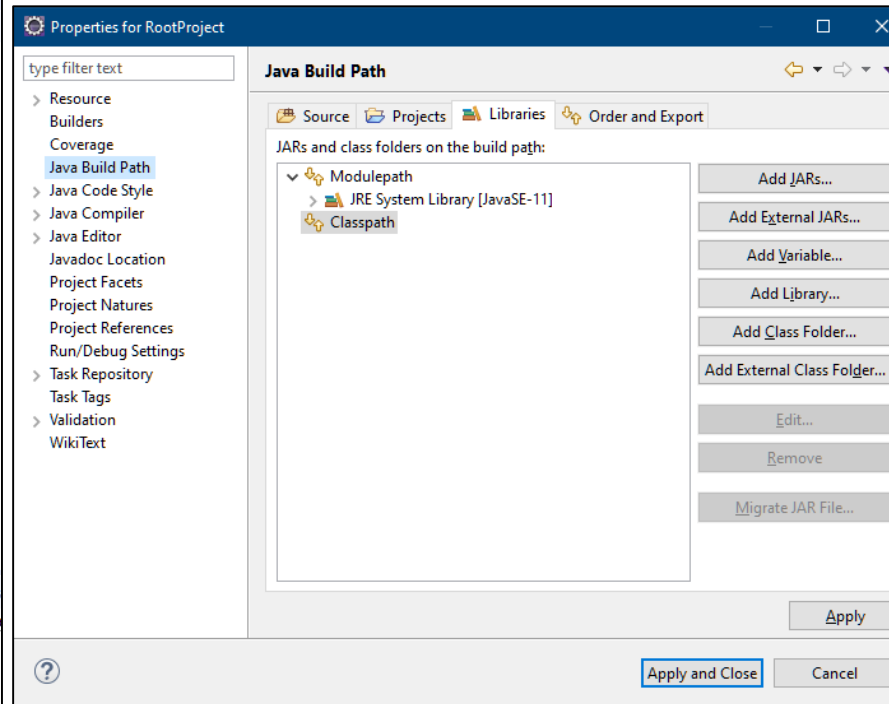 Properties for RootProject
type filter text
Resource
Builders
Coverage
Java Build Path
Java Code Style
Java Compiler
Java Editor
Javadoc Location
Project Facets
Project Natures
Project References
Run/Debug Settings
Task Repository
Task Tags
Validation
WikiText
Java Build Path
Source Projects Libraries Order and Export
JARs and class folders on the build path:
Modulepath
JRE System Library [JavaSE-11]
Classpath
Add JARs...
Add External JARs...
Add Variable...
Add Library...
Add Class Folder...
Add External Class Folder...
Edit...
Remove
Migrate JAR File...
Apply
?
Apply and Close Cancel